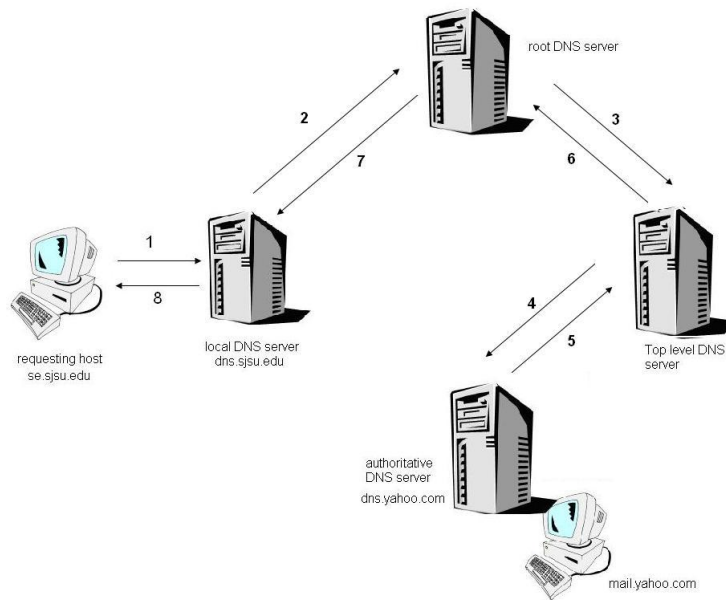 root DNS server
2
3
7
6
1
8
4
5
requesting host
se.sjsu.edu
local DNS server
dns.sjsu.edu
Top level DNS
server
authoritative
DNS server
dns.yahoo.com
mail.yahoo.com